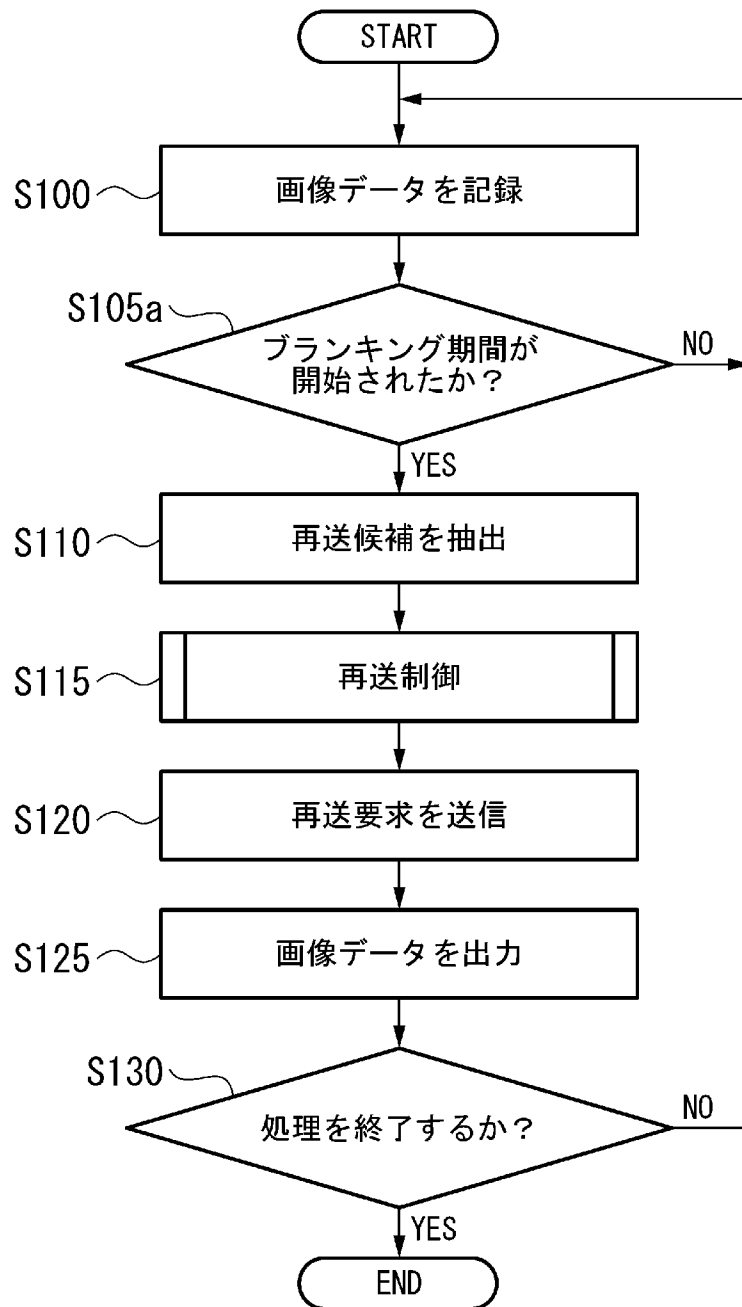 START
S100
画像データを記録
S105a
ブランキング期間が
開始されたか？
NO
YES
S110
再送候補を抽出
S115
再送制御
S120
再送要求を送信
S125
画像データを出力
S130
処理を終了するか？
NO
YES
END